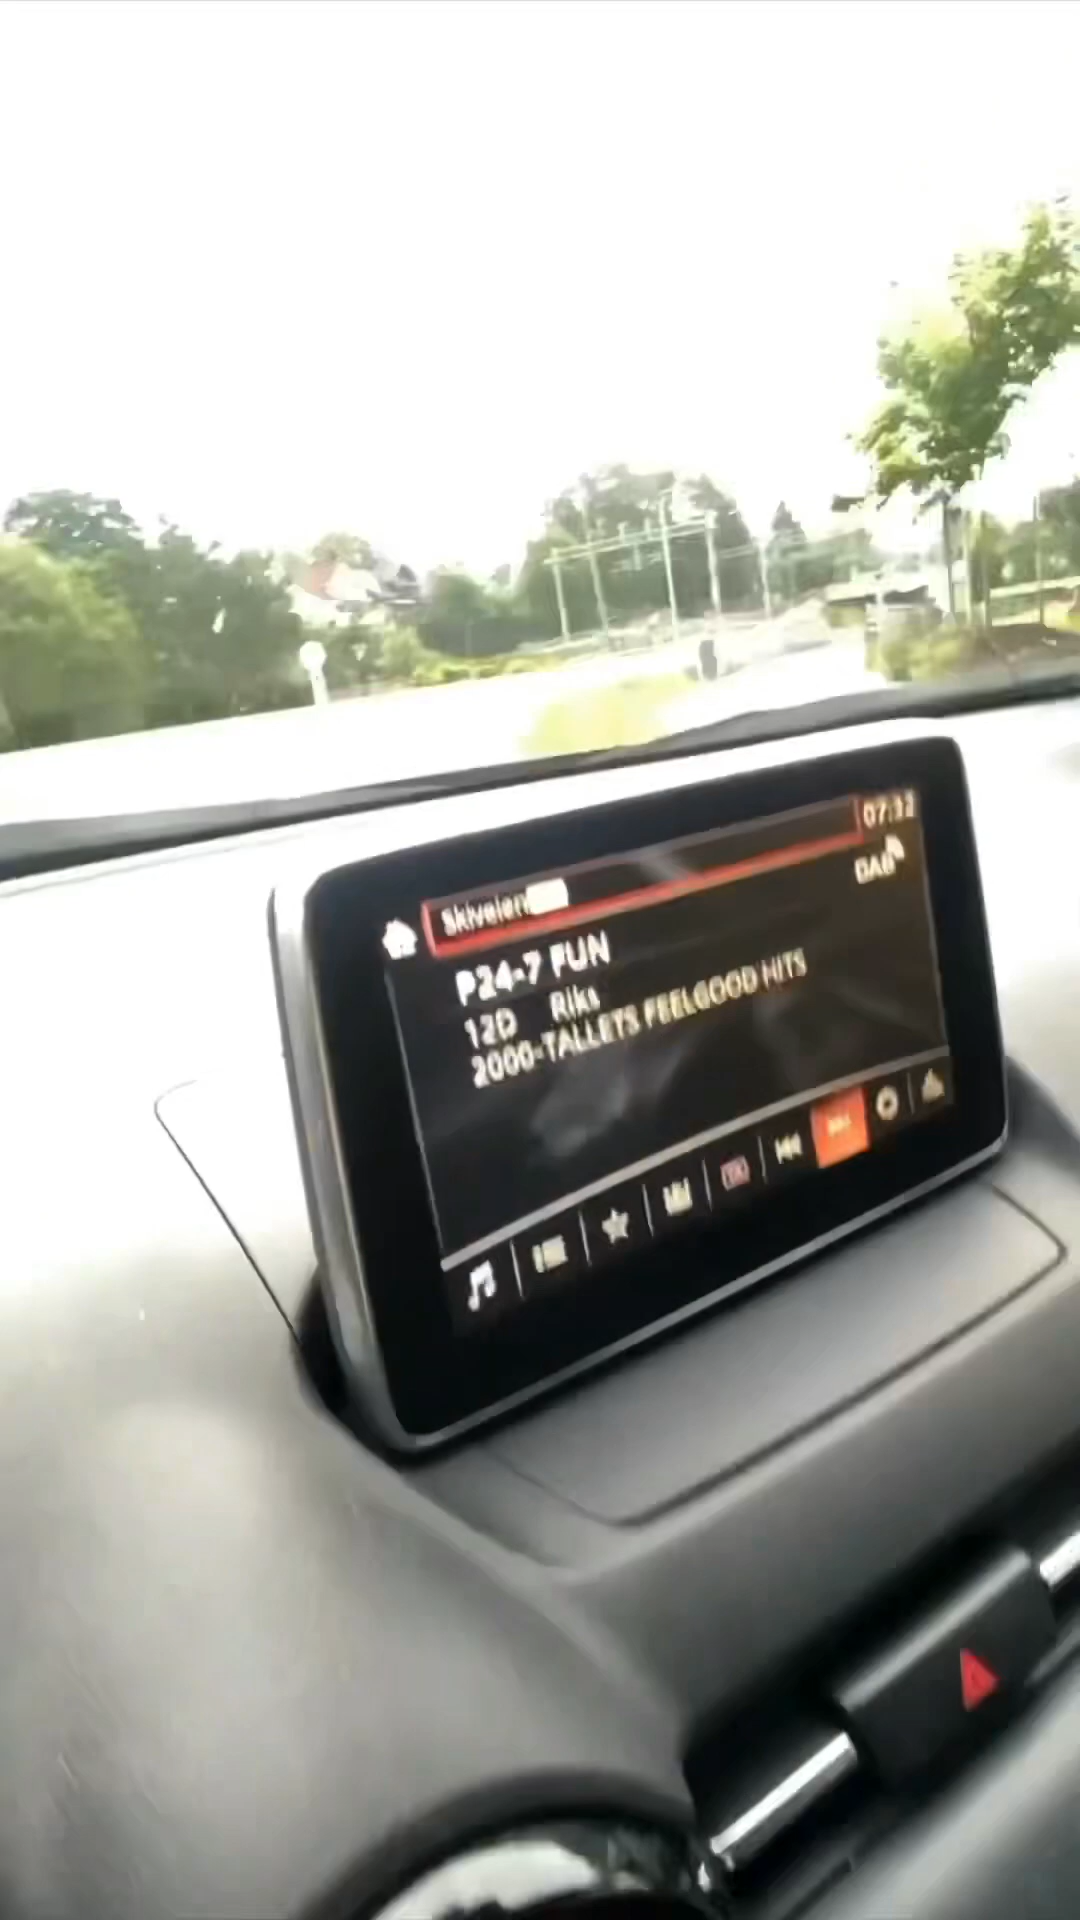 07:32
Skiveien
DAB
P24-7 FUN
12D Riks
2000-TALLETS FEELGOOD HITS